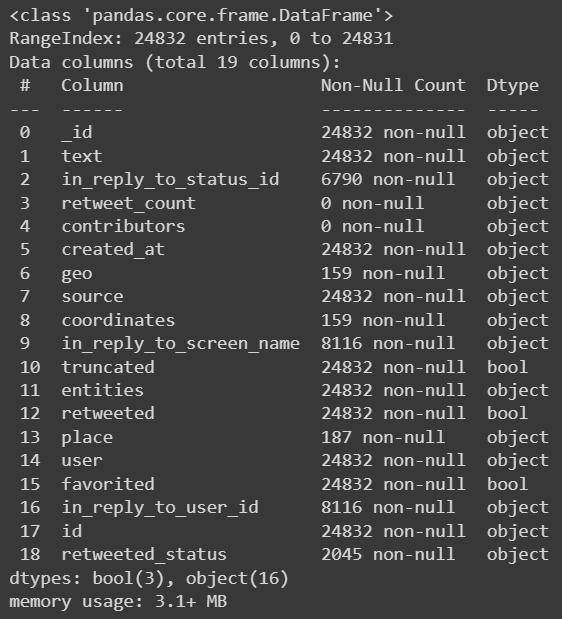 <class 'pandas.core.frame.DataFrame'>
RangeIndex: 24832 entries, 0 to 24831
Data columns (total 19 columns):
 #   Column                   Non-Null Count  Dtype
---  ------                   --------------  -----
 0   _id                      24832 non-null  object
 1   text                     24832 non-null  object
 2   in_reply_to_status_id    6790 non-null   object
 3   retweet_count            0 non-null      object
 4   contributors             0 non-null      object
 5   created_at               24832 non-null  object
 6   geo                      159 non-null    object
 7   source                   24832 non-null  object
 8   coordinates              159 non-null    object
 9   in_reply_to_screen_name  8116 non-null   object
 10  truncated                24832 non-null  bool
 11  entities                 24832 non-null  object
 12  retweeted                24832 non-null  bool
 13  place                    187 non-null    object
 14  user                     24832 non-null  object
 15  favorited                24832 non-null  bool
 16  in_reply_to_user_id      8116 non-null   object
 17  id                       24832 non-null  object
 18  retweeted_status         2045 non-null   object
dtypes: bool(3), object(16)
memory usage: 3.1+ MB